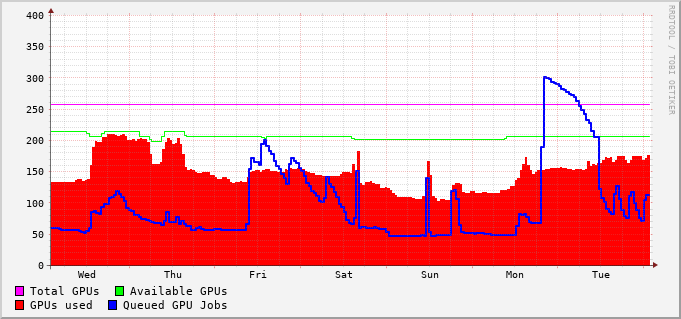 400
350
300
250
200
150
100
50
0
Wed Thu Fri Sat Sun Mon Tue
Total GPUs Available GPUs
GPUs used Queued GPU Jobs
RRDTOOL / TOBI OETIKER